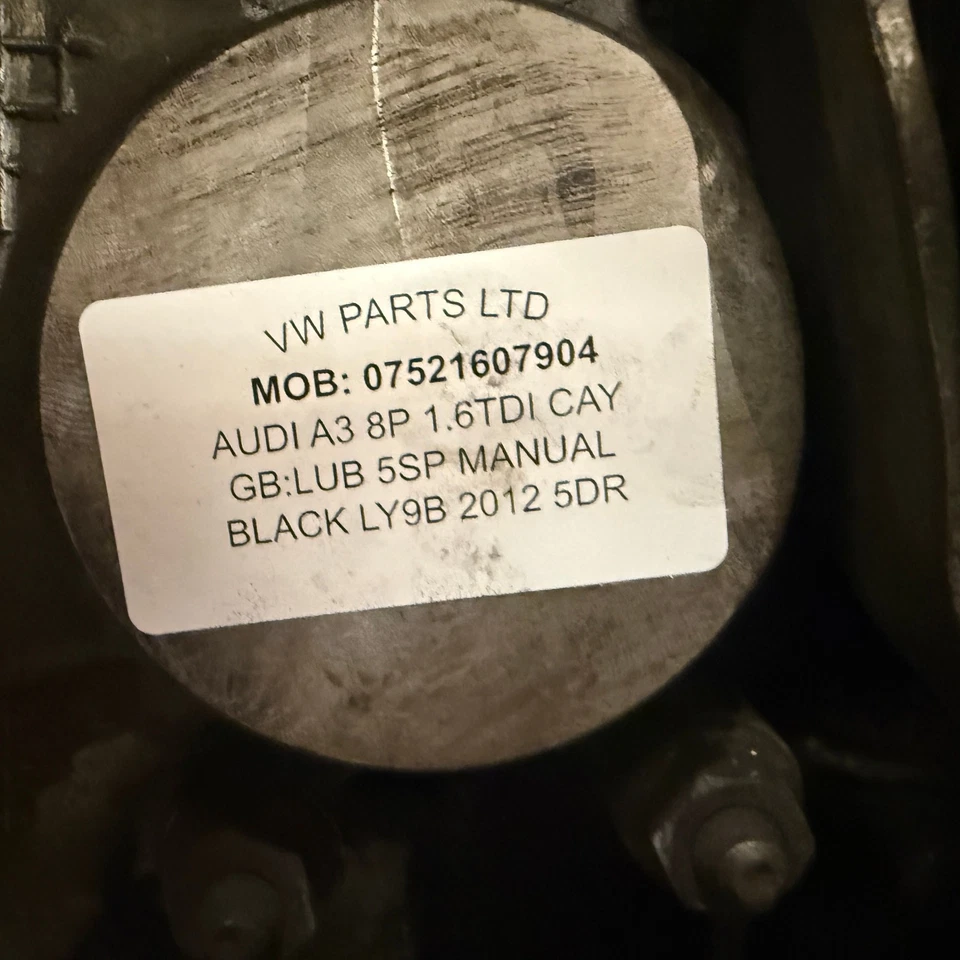 VW PARTS LTD
MOB: 07521607904
AUDI A3 8P 1.6TDI CAY
GB:LUB 5SP MANUAL
BLACK LY9B 2012 5DR